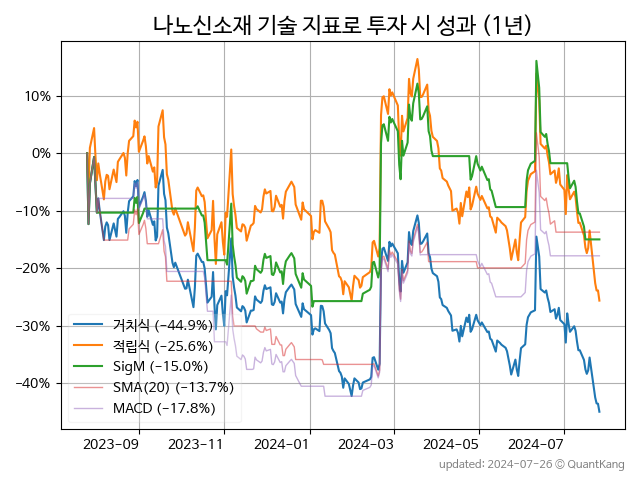 나노신소재 기술 지표로 투자 시 성과 (1년)
10%
0%
−10%
−20%
−30%
−40%
거치식 (−44.9%)
적립식 (−25.6%)
SigM (−15.0%)
SMA(20) (−13.7%)
MACD (−17.8%)
2023-09 2023-11 2024-01 2024-03 2024-05 2024-07
updated: 2024-07-26 © QuantKang